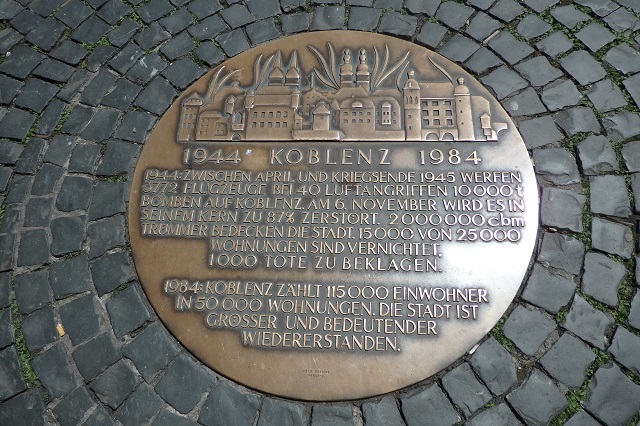 1944 KOBLENZ 1984
1944: ZWISCHEN APRIL UND KRIEGSENDE 1945 WERFEN
5772 FLUGZEUGE BEI 40 LUFTANGRIFFEN 10000 t
BOMBEN AUF KOBLENZ. AM 6. NOVEMBER WIRD ES IN
SEINEM KERN ZU 87% ZERSTÖRT. 2000000 cbm
TRÜMMER BEDECKEN DIE STADT. 15000 VON 25000
WOHNUNGEN SIND VERNICHTET.
1000 TOTE ZU BEKLAGEN.
1984: KOBLENZ ZÄHLT 115000 EINWOHNER
IN 50000 WOHNUNGEN. DIE STADT IST
GRÖSSER UND BEDEUTENDER
WIEDERERSTANDEN.